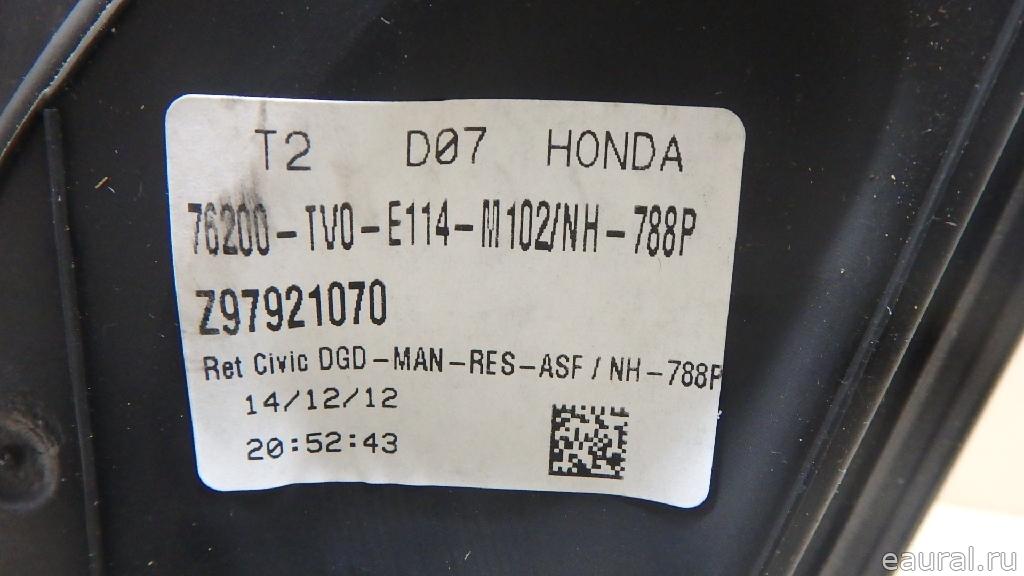 T2 D07 HONDA
76200-TV0-E114-M102/NH-788P
Z97921070
Ret Civic DGD-MAN-RES-ASF/NH-788P
14/12/12
20:52:43
eaural.ru